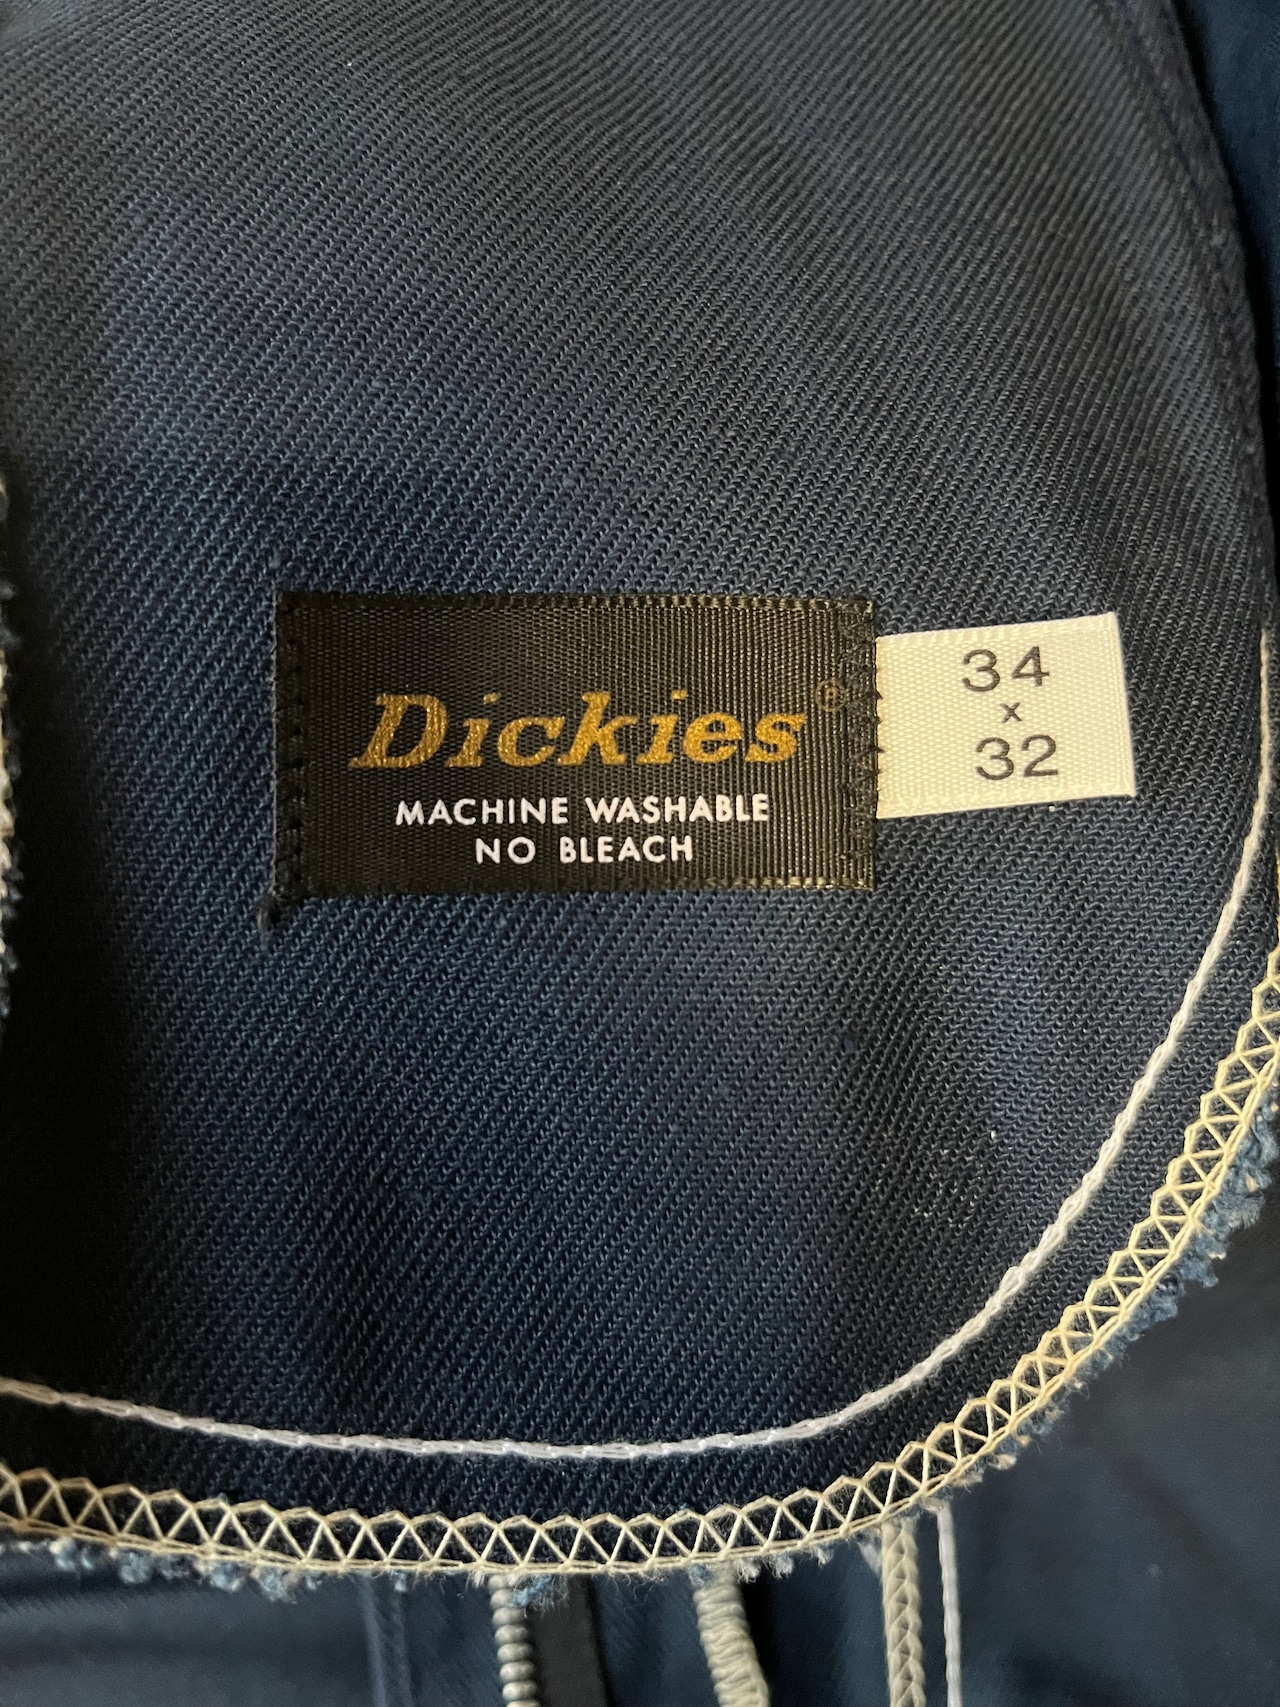 Dickies®
MACHINE WASHABLE
NO BLEACH
34
x
32